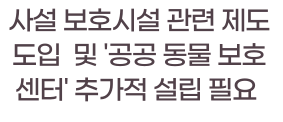 사설 보호시설 관련 제도
도입 및 '공공 동물 보호
센터' 추가적 설립 필요